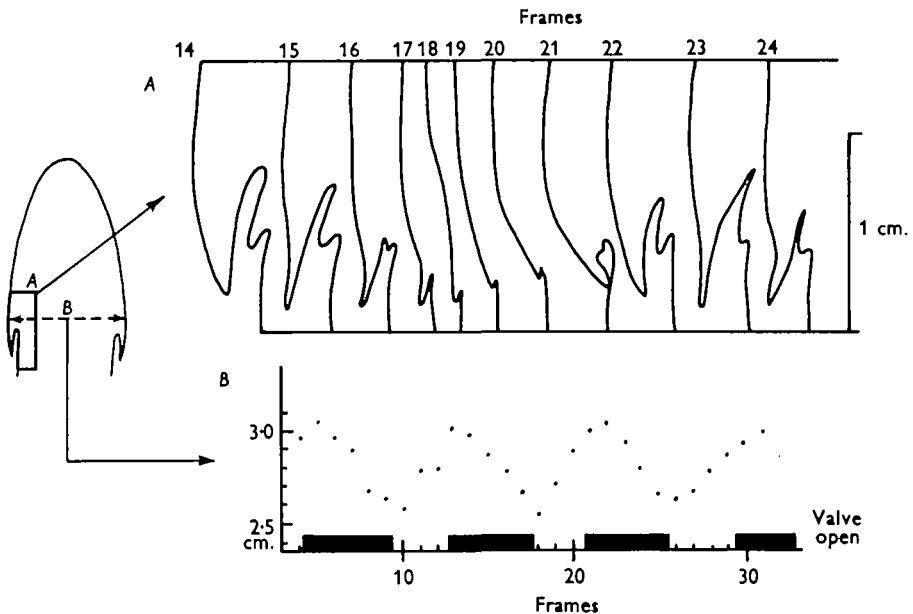 Frames
14 15 16 17 18 19 20 21 22 23 24
A
1 cm.
A
B
B
3·0
2·5
cm.
Valve
open
10 20 30
Frames